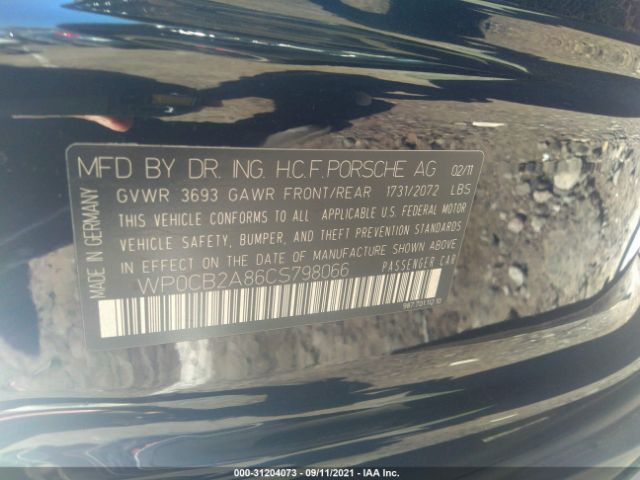 MFD BY DR. ING. H.C.F. PORSCHE AG 02/11
GVWR 3693 GAWR FRONT/REAR 1731/2072 LBS
THIS VEHICLE CONFORMS TO ALL APPLICABLE U.S. FEDERAL MOTOR
VEHICLE SAFETY, BUMPER, AND THEFT PREVENTION STANDARDS
IN EFFECT ON THE DATE OF MANUFACTURE SHOWN ABOVE
WP0CB2A86CS798066 PASSENGER CAR
MADE IN GERMANY
000-31204073 - 09/11/2021 - IAA Inc.